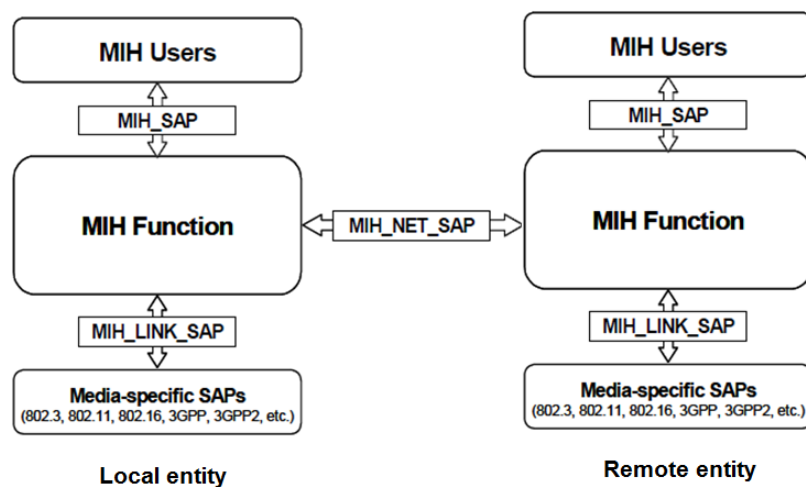 MIH Users
MIH_SAP
MIH Function
MIH_LINK_SAP
Media-specific SAPs
(802.3, 802.11, 802.16, 3GPP, 3GPP2, etc.)
Local entity
MIH_NET_SAP
MIH Users
MIH_SAP
MIH Function
MIH_LINK_SAP
Media-specific SAPs
(802.3, 802.11, 802.16, 3GPP, 3GPP2, etc.)
Remote entity